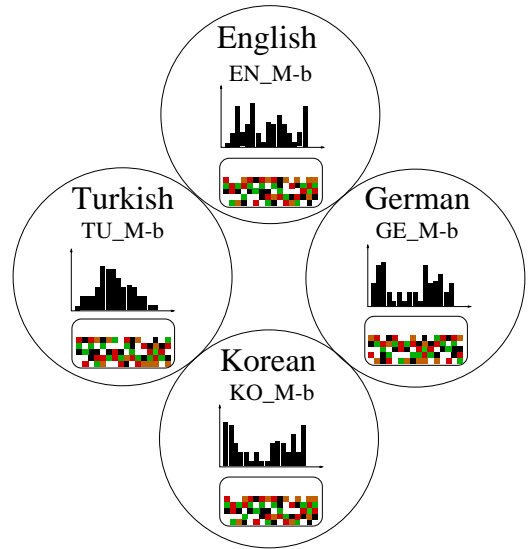 English
EN_M-b
Turkish
TU_M-b
German
GE_M-b
Korean
KO_M-b